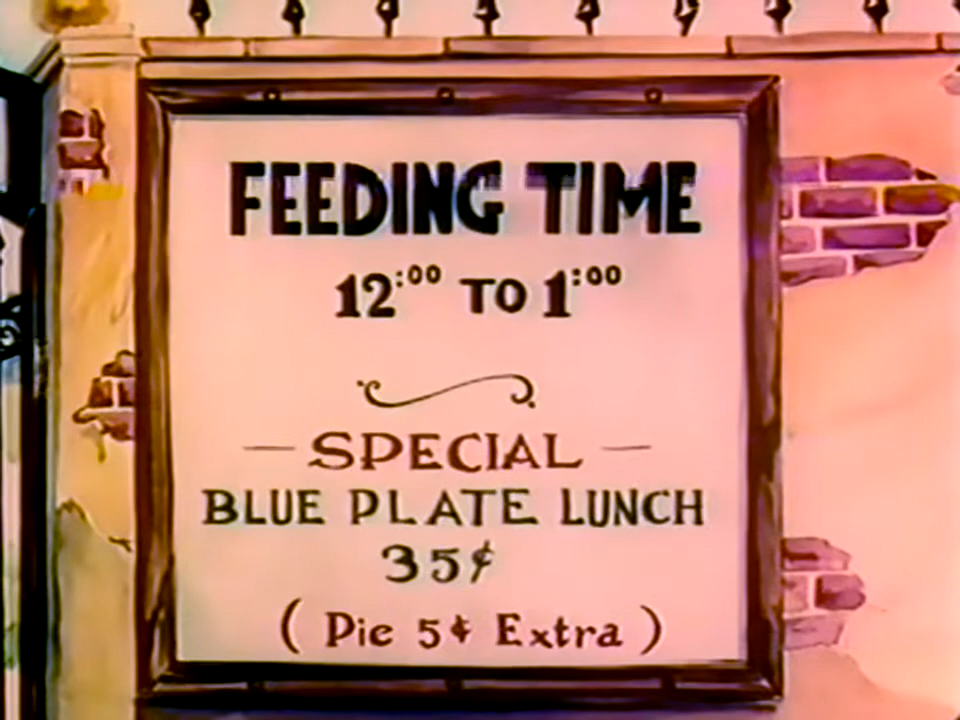 FEEDING TIME
12:00 TO 1:00
— SPECIAL —
BLUE PLATE LUNCH
35¢
( Pie 5¢ Extra )